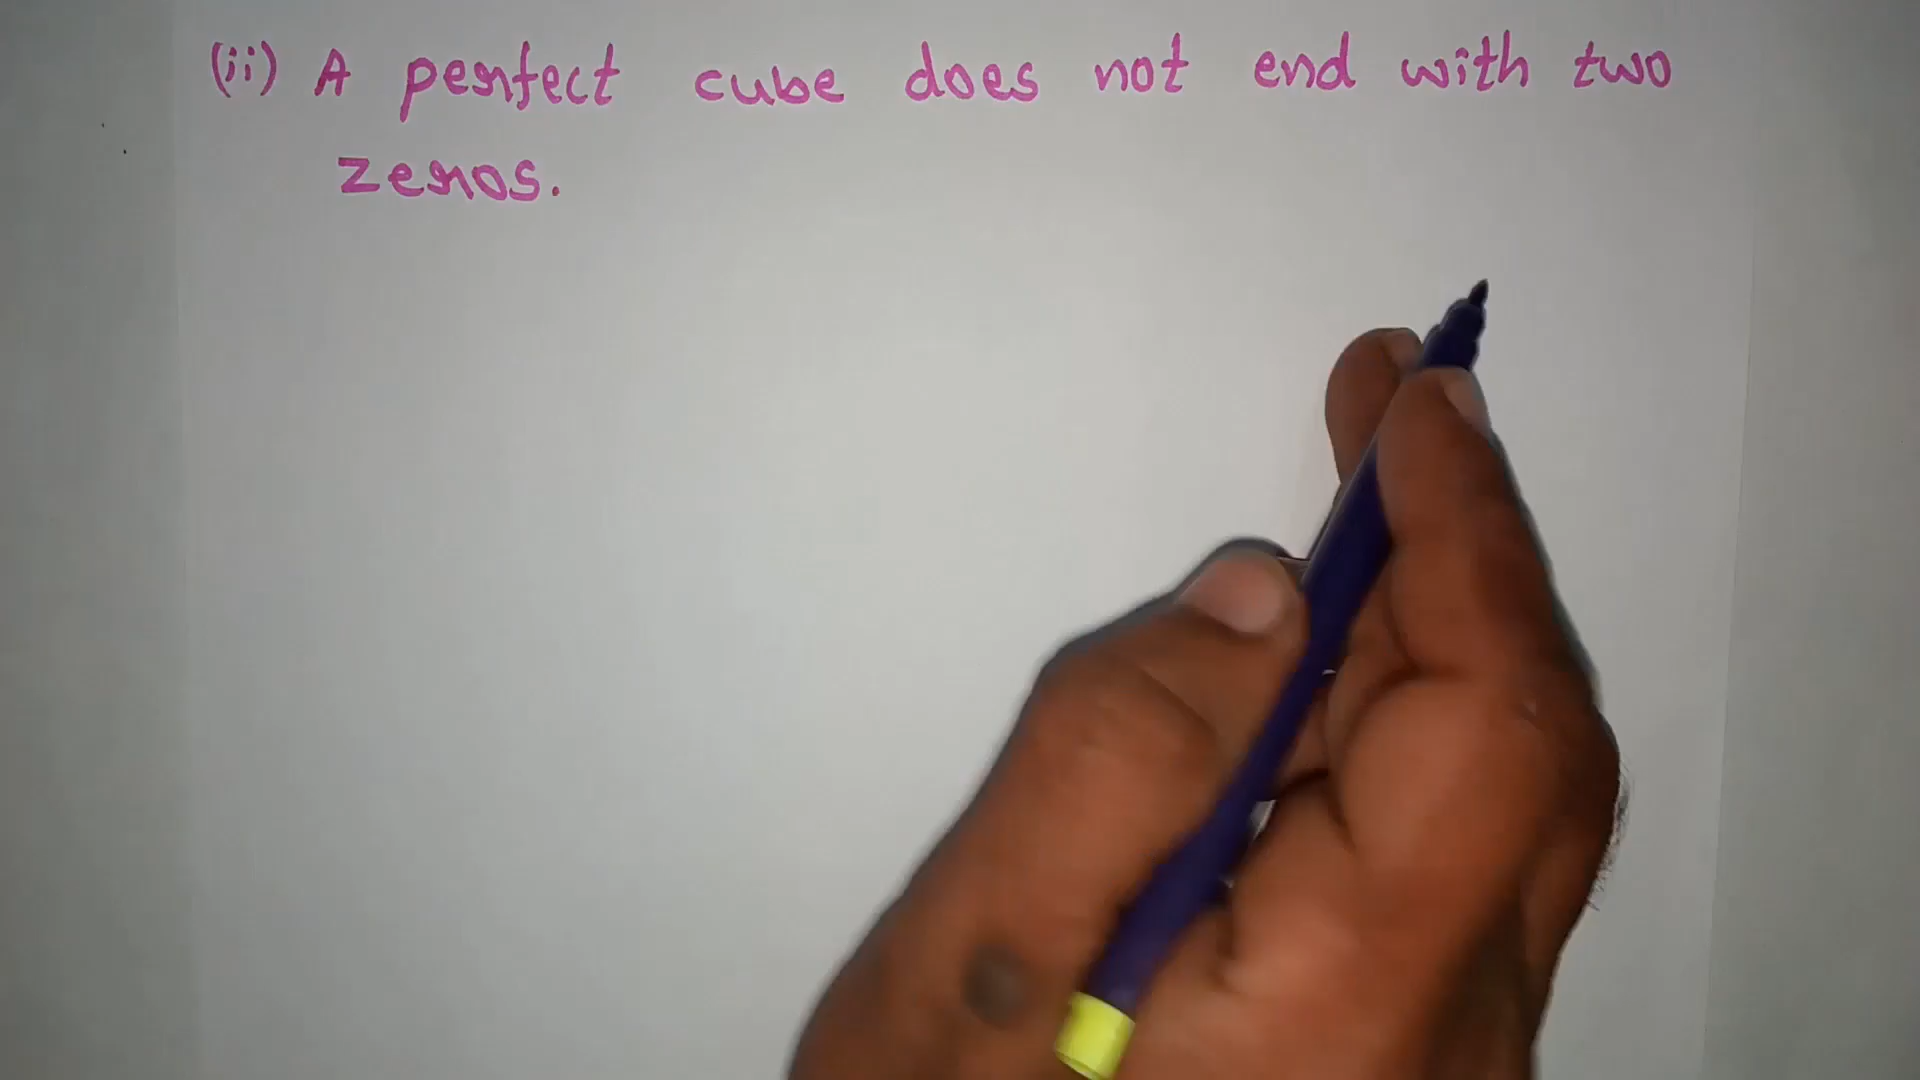 (ii) A perfect cube does not end with two
zeros.